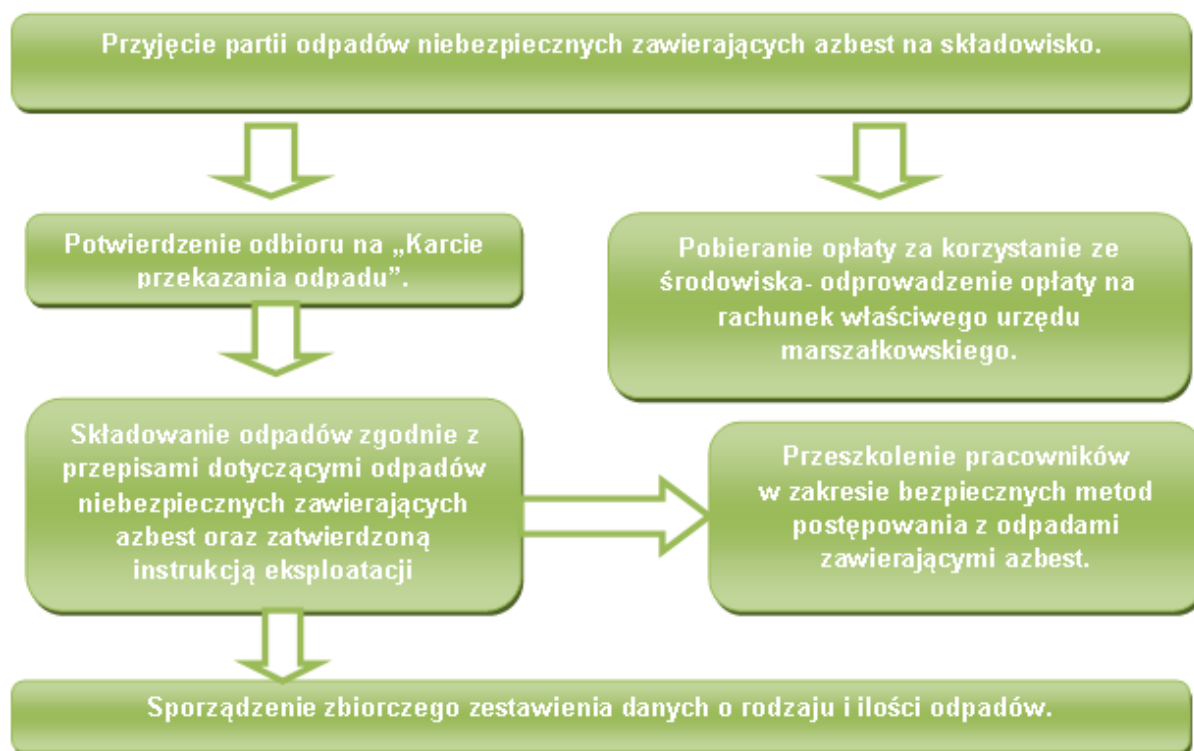 Przyjęcie partii odpadów niebezpiecznych zawierających azbest na składowisko.
Potwierdzenie odbioru na „Karcie
przekazania odpadu”.
Pobieranie opłaty za korzystanie ze
środowiska- odprowadzenie opłaty na
rachunek właściwego urzędu
marszałkowskiego.
Składowanie odpadów zgodnie z
przepisami dotyczącymi odpadów
niebezpiecznych zawierających
azbest oraz zatwierdzoną
instrukcją eksploatacji
Przeszkolenie pracowników
w zakresie bezpiecznych metod
postępowania z odpadami
zawierającymi azbest.
Sporządzenie zbiorczego zestawienia danych o rodzaju i ilości odpadów.